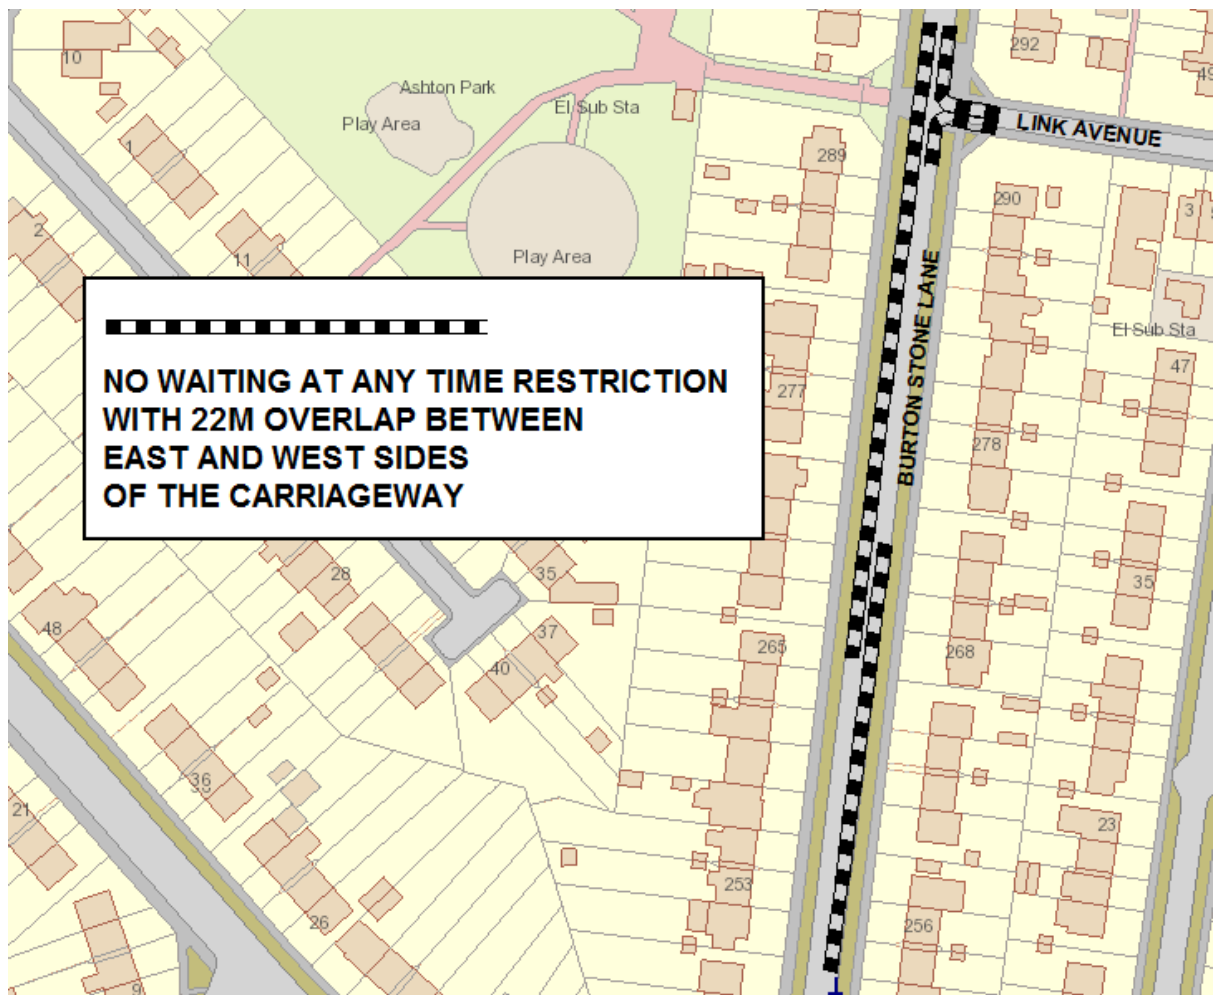 10
292
49
Ashton Park
El Sub Sta
Play Area
LINK AVENUE
1
289
290
3
2
11
Play Area
BURTON STONE LANE
El Sub Sta
NO WAITING AT ANY TIME RESTRICTION
WITH 22M OVERLAP BETWEEN
EAST AND WEST SIDES
OF THE CARRIAGEWAY
47
277
278
28
35
35
48
37
265
268
40
36
21
23
253
26
256
9